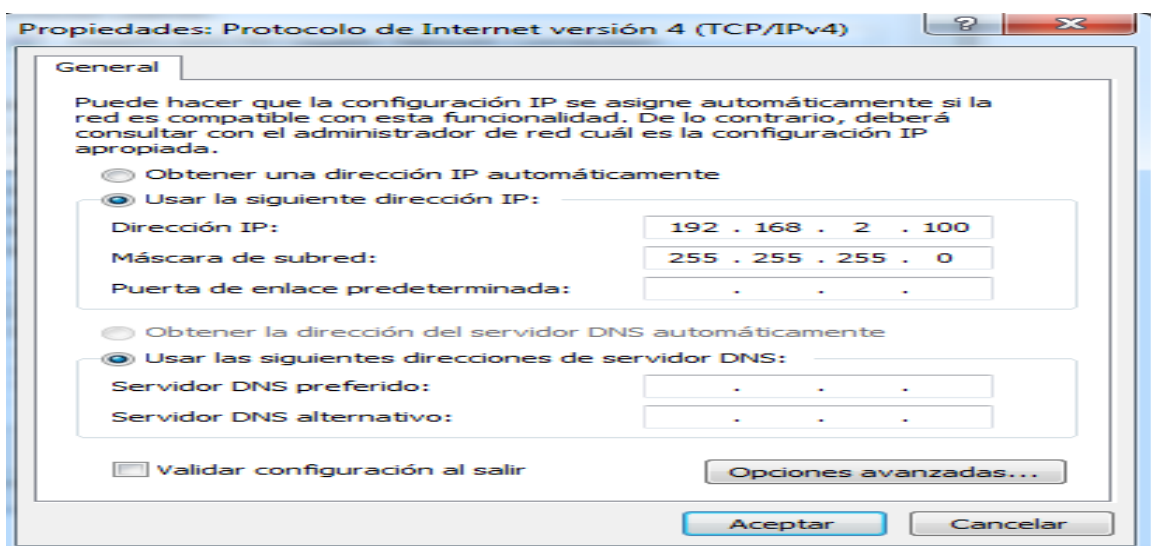 Propiedades: Protocolo de Internet versión 4 (TCP/IPv4)
General
Puede hacer que la configuración IP se asigne automáticamente si la
red es compatible con esta funcionalidad. De lo contrario, deberá
consultar con el administrador de red cuál es la configuración IP
apropiada.
Obtener una dirección IP automáticamente
Usar la siguiente dirección IP:
Dirección IP: 192 . 168 . 2 . 100
Máscara de subred: 255 . 255 . 255 . 0
Puerta de enlace predeterminada: . . .
Obtener la dirección del servidor DNS automáticamente
Usar las siguientes direcciones de servidor DNS:
Servidor DNS preferido: . . .
Servidor DNS alternativo: . . .
Validar configuración al salir Opciones avanzadas...
Aceptar Cancelar